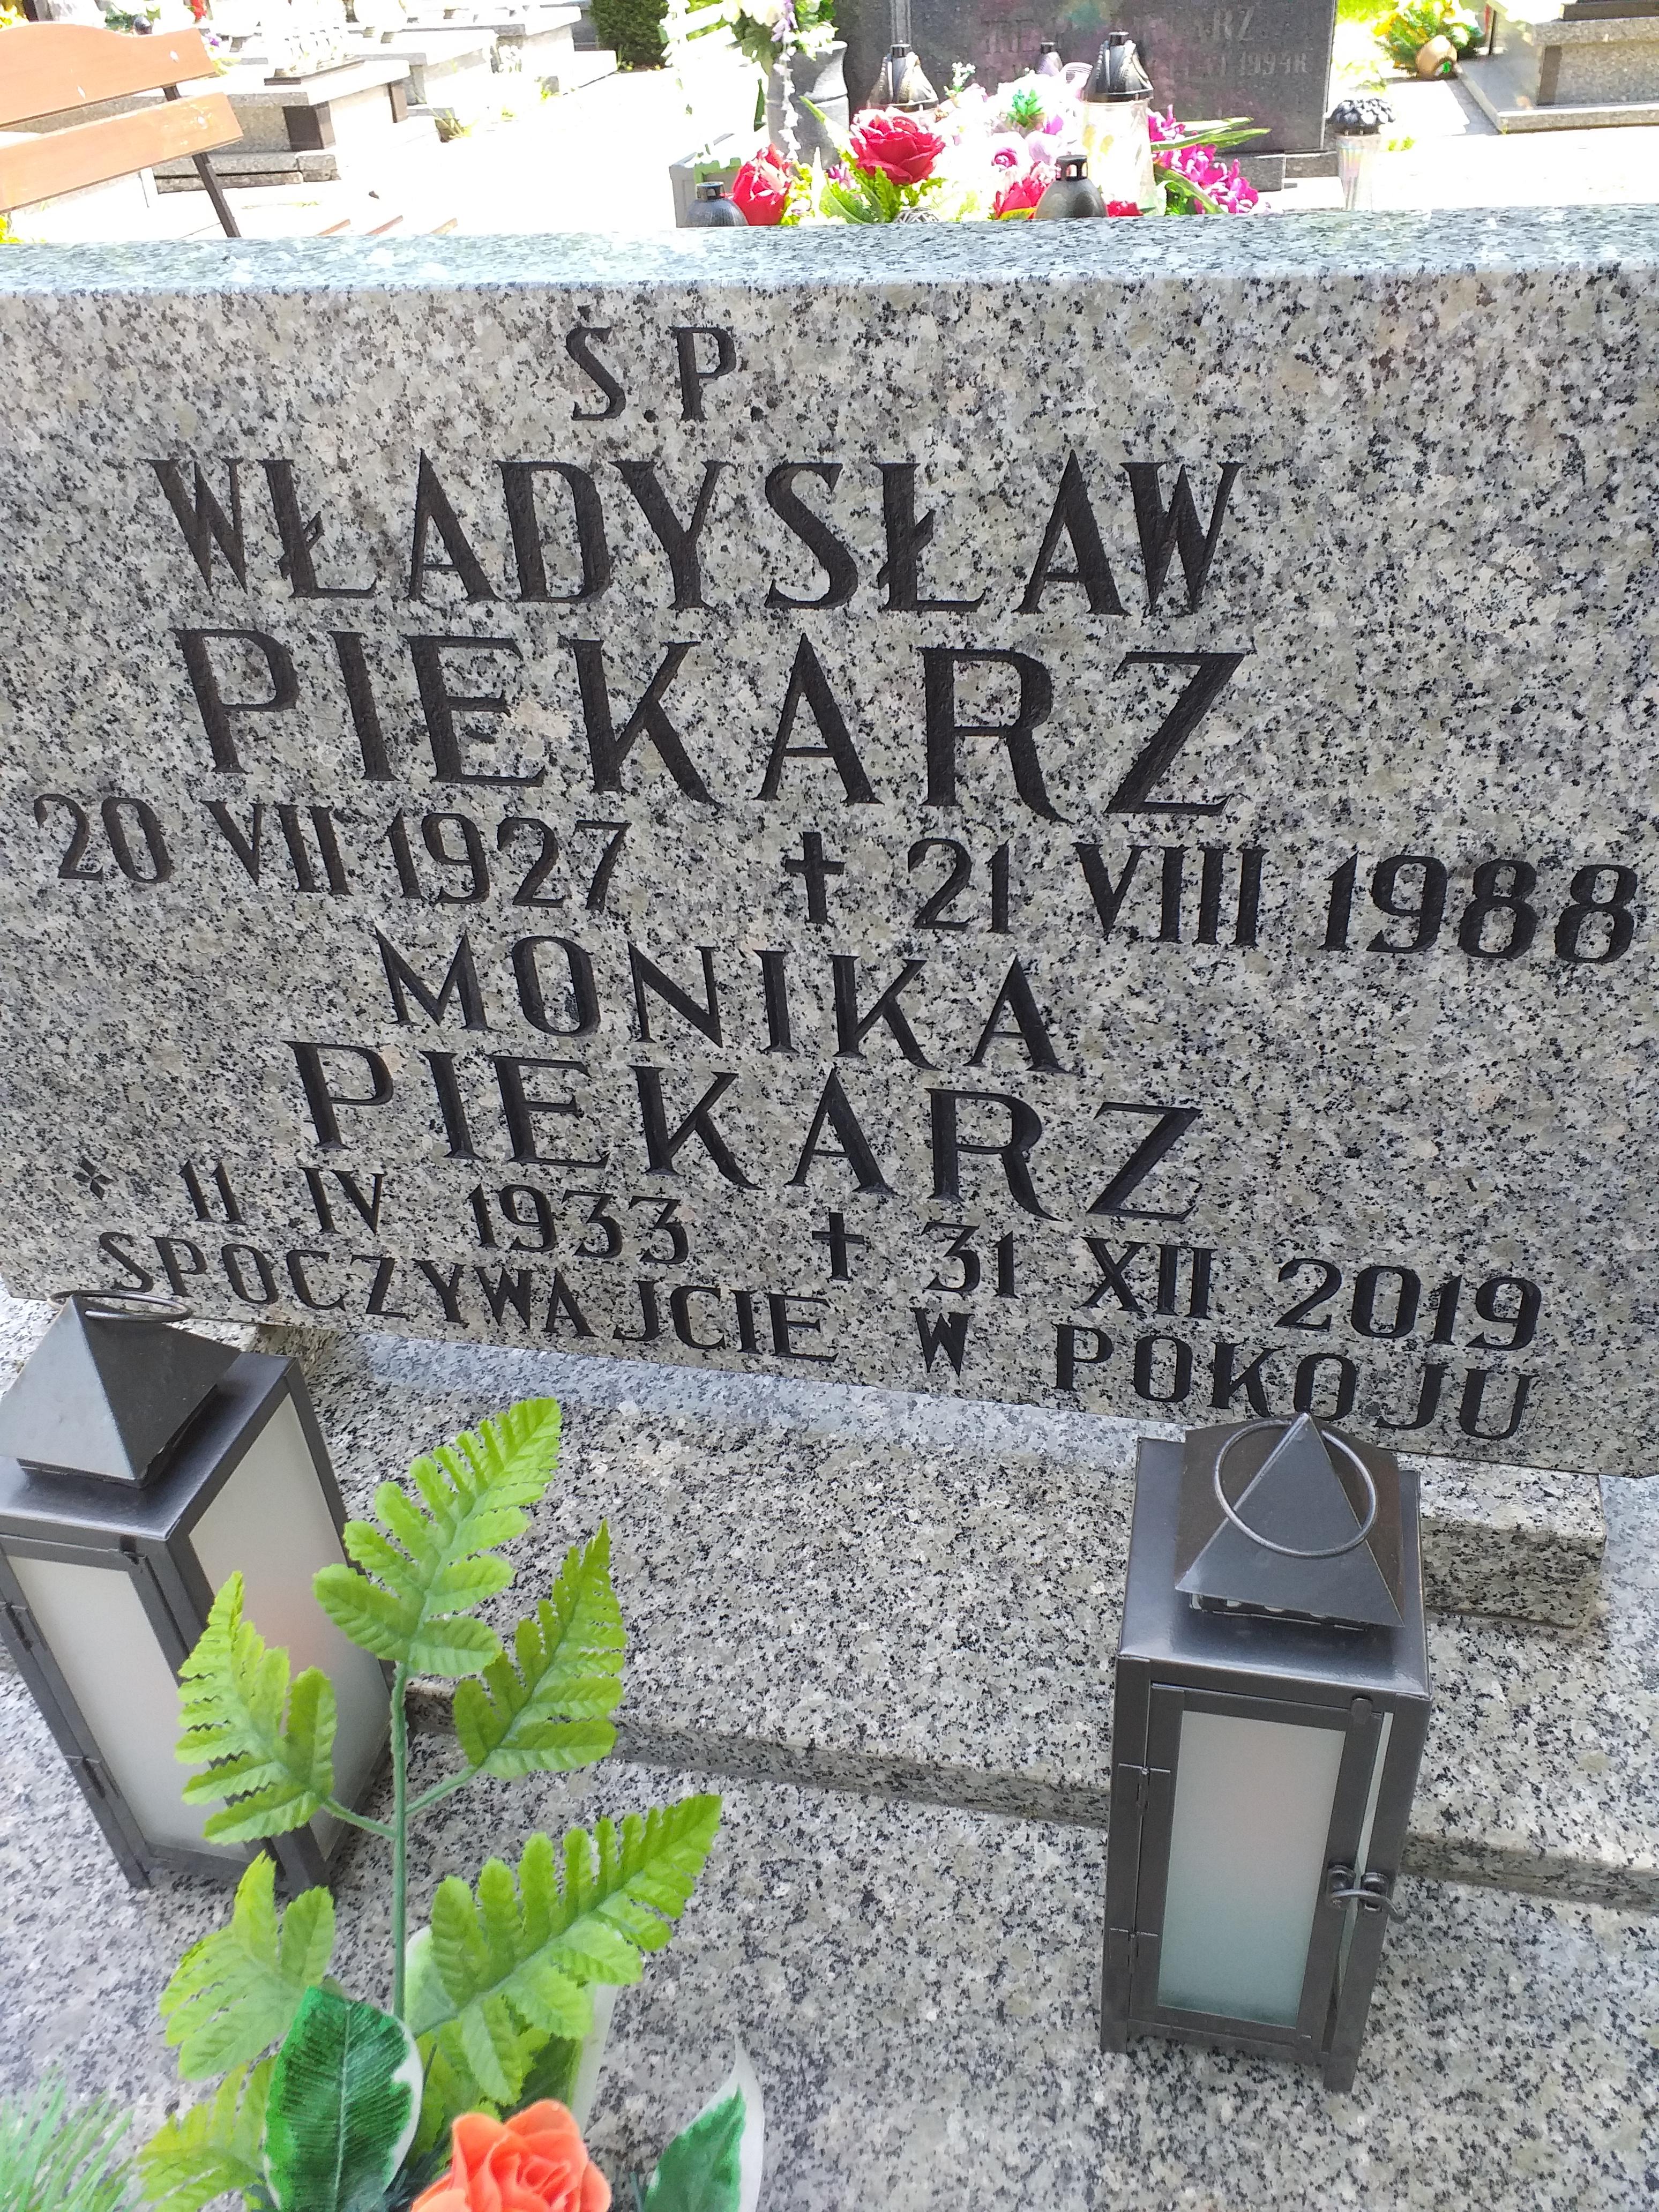 Ś.P.
WŁADYSŁAW
PIEKARZ
20 VII 1927 ✝ 21 VIII 1988
MONIKA
PIEKARZ
* 11 IV 1933 ✝ 31 XII 2019
SPOCZYWAJCIE W POKOJU